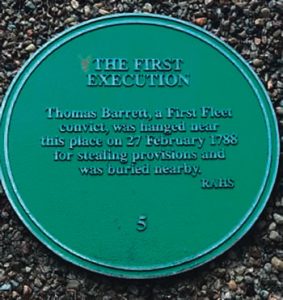 THE FIRST
EXECUTION
Thomas Barrett, a First Fleet
convict, was hanged near
this place on 27 February 1788
for stealing provisions and
was buried nearby.
RAHS
5